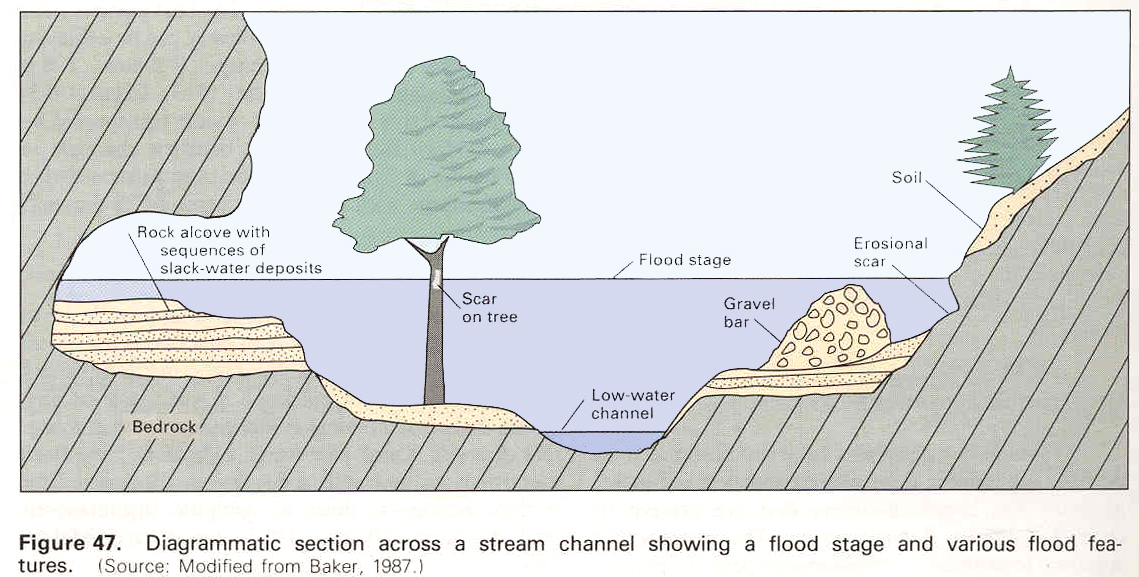 Soil
Rock alcove with
sequences of
slack-water deposits
Erosional
scar
Flood stage
Scar
on tree
Gravel
bar
Low-water
channel
Bedrock
Figure 47. Diagrammatic section across a stream channel showing a flood stage and various flood fea-
tures. (Source: Modified from Baker, 1987.)